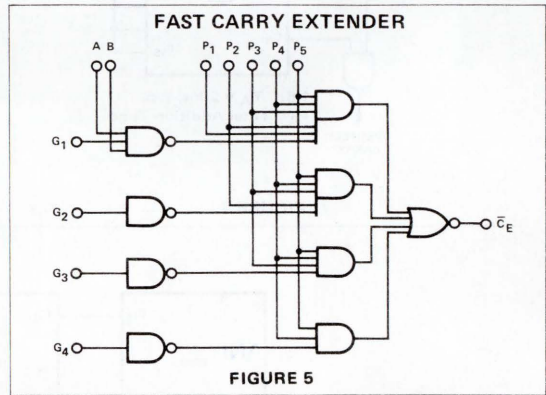 FAST CARRY EXTENDER
A B P1 P2 P3 P4 P5
G1
G2
G3
G4
C̅E
FIGURE 5